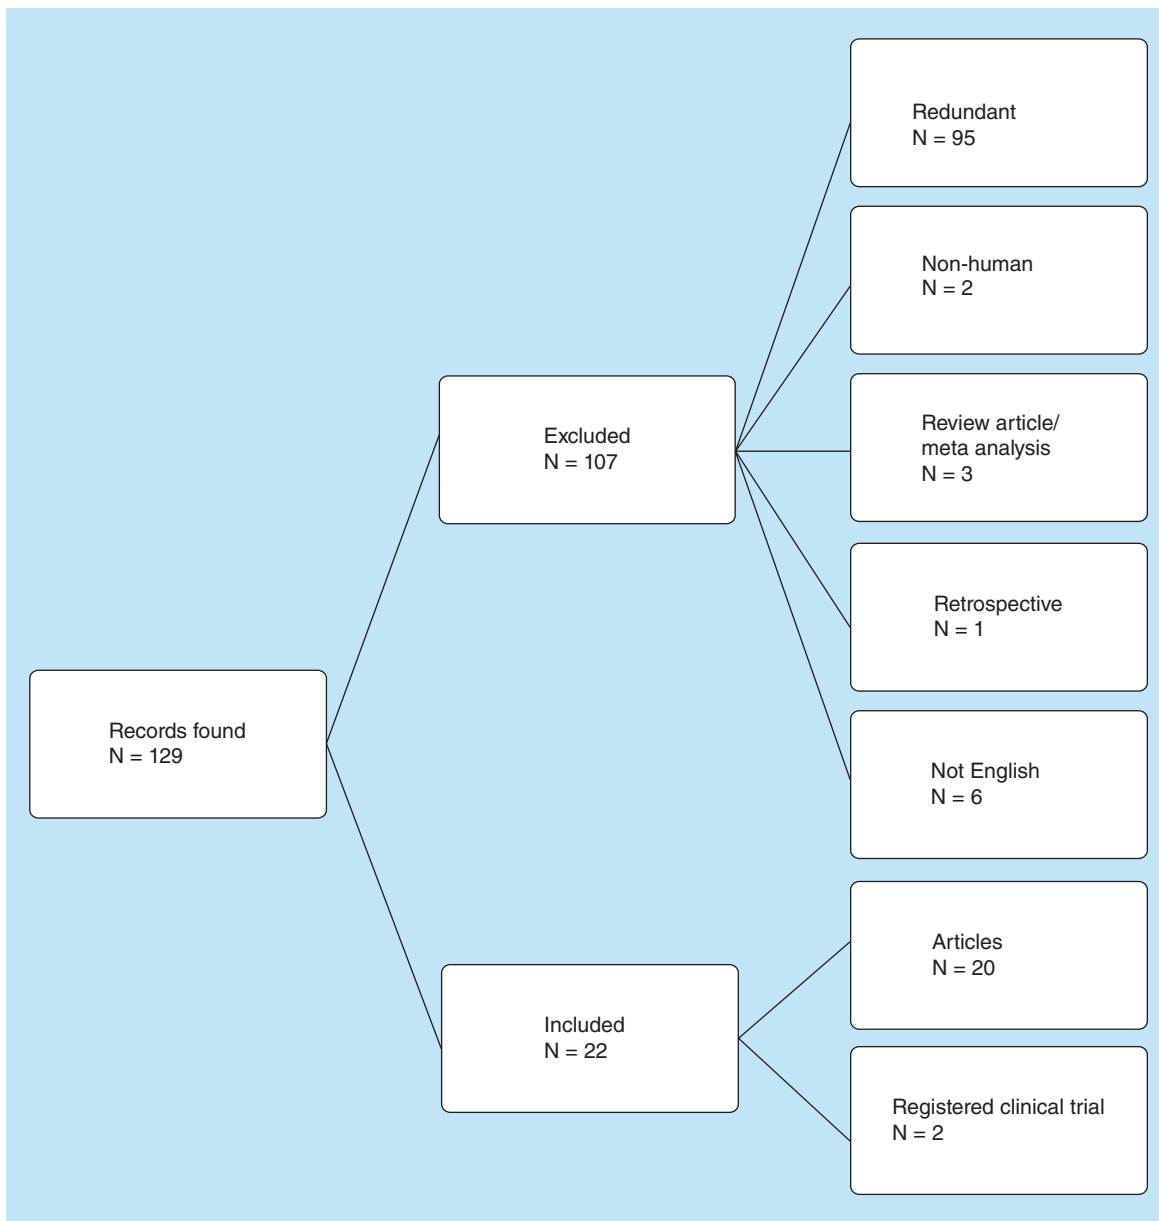 Redundant
N = 95
Non-human
N = 2
Review article/
meta analysis
N = 3
Excluded
N = 107
Retrospective
N = 1
Records found
N = 129
Not English
N = 6
Articles
N = 20
Included
N = 22
Registered clinical trial
N = 2